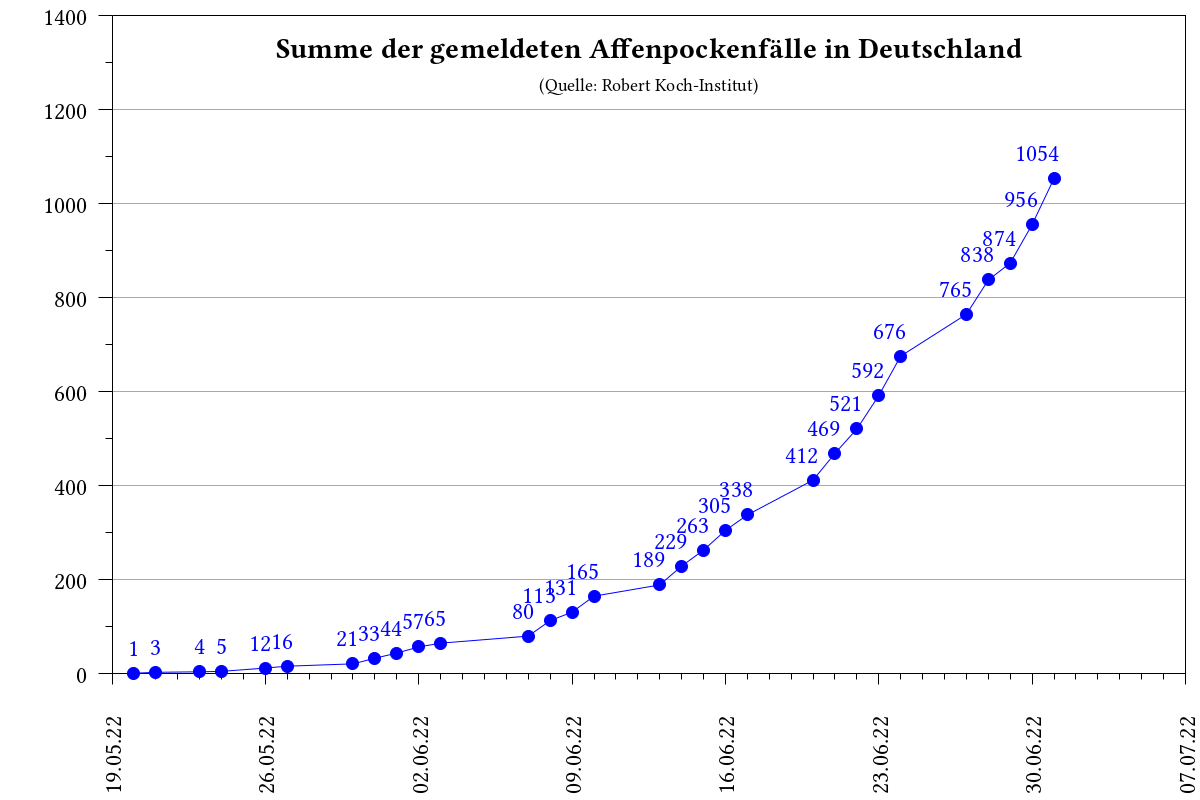 Summe der gemeldeten Affenpockenfälle in Deutschland
(Quelle: Robert Koch-Institut)
1400
1200
1000
800
600
400
200
0
1 3 4 5 12 16 21 33 44 57 65 80 113 131 165 189 229 263 305 338 412 469 521 592 676 765 838 874 956 1054
19.05.22 26.05.22 02.06.22 09.06.22 16.06.22 23.06.22 30.06.22 07.07.22